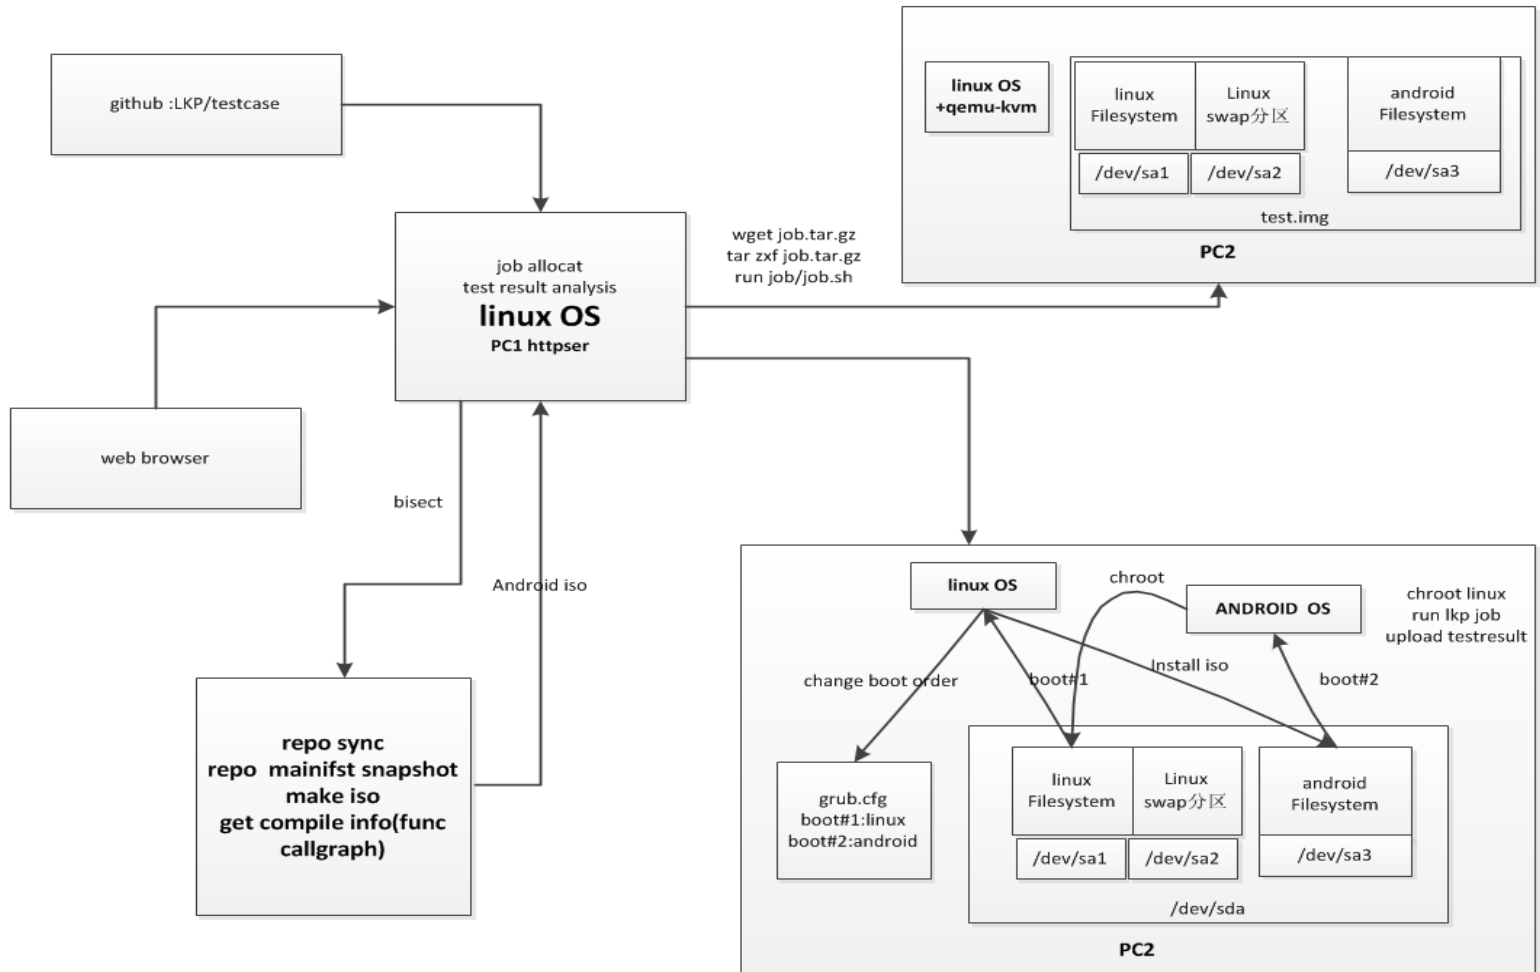 github :LKP/testcase
job allocat
test result analysis
linux OS
PC1 httpser
web browser
bisect
Android iso
repo sync
repo  mainifst snapshot
make iso
get compile info(func
callgraph)
wget job.tar.gz
tar zxf job.tar.gz
run job/job.sh
linux OS
+qemu-kvm
linux
Filesystem
Linux
swap分区
android
Filesystem
/dev/sa1
/dev/sa2
/dev/sa3
test.img
PC2
linux OS
chroot
ANDROID  OS
chroot linux
run lkp job
upload testresult
change boot order
boot#1
Install iso
boot#2
grub.cfg
boot#1:linux
boot#2:android
linux
Filesystem
Linux
swap分区
android
Filesystem
/dev/sa1
/dev/sa2
/dev/sa3
/dev/sda
PC2